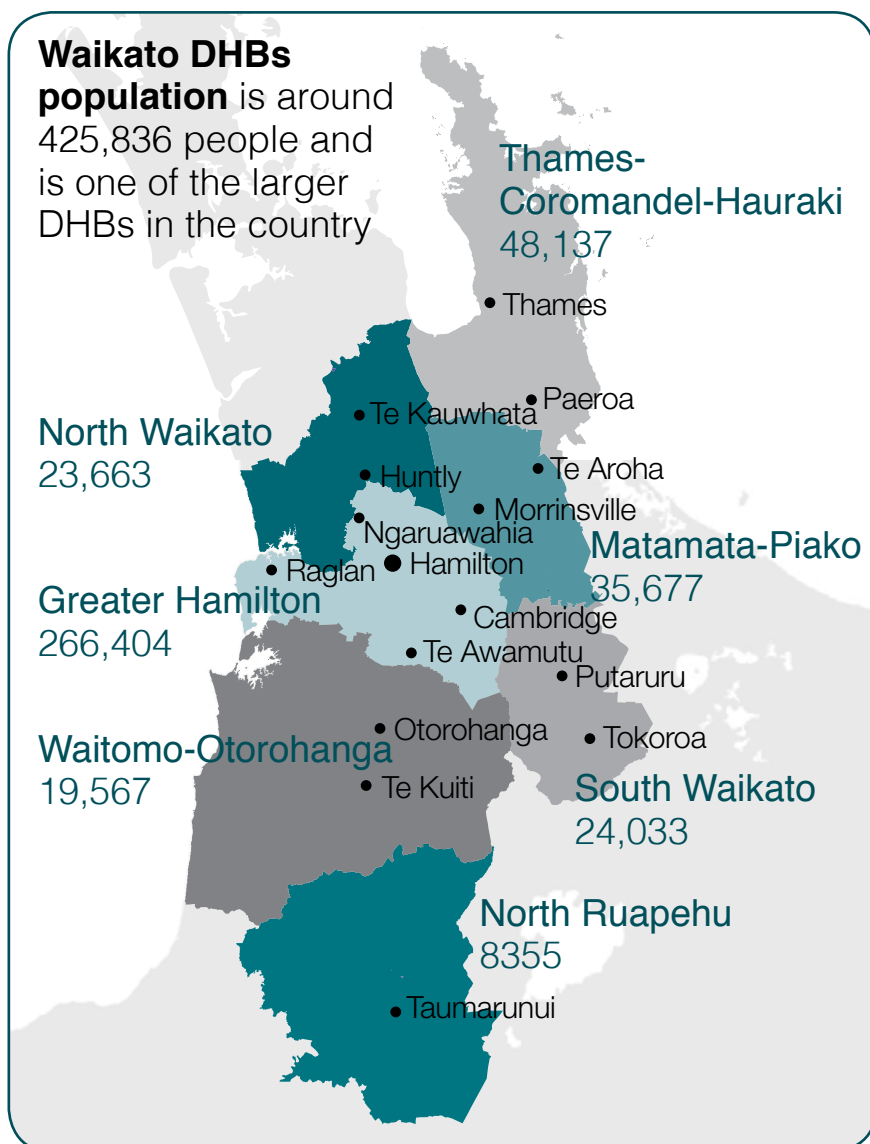 Waikato DHBs
population is around
425,836 people and
is one of the larger
DHBs in the country
Thames-
Coromandel-Hauraki
48,137
Thames
Paeroa
Te Kauwhata
North Waikato
23,663
Te Aroha
Huntly
Morrinsville
Ngaruawahia
Matamata-Piako
35,677
Raglan
Hamilton
Greater Hamilton
266,404
Cambridge
Te Awamutu
Putaruru
Otorohanga
Tokoroa
Waitomo-Otorohanga
19,567
Te Kuiti
South Waikato
24,033
North Ruapehu
8355
Taumarunui